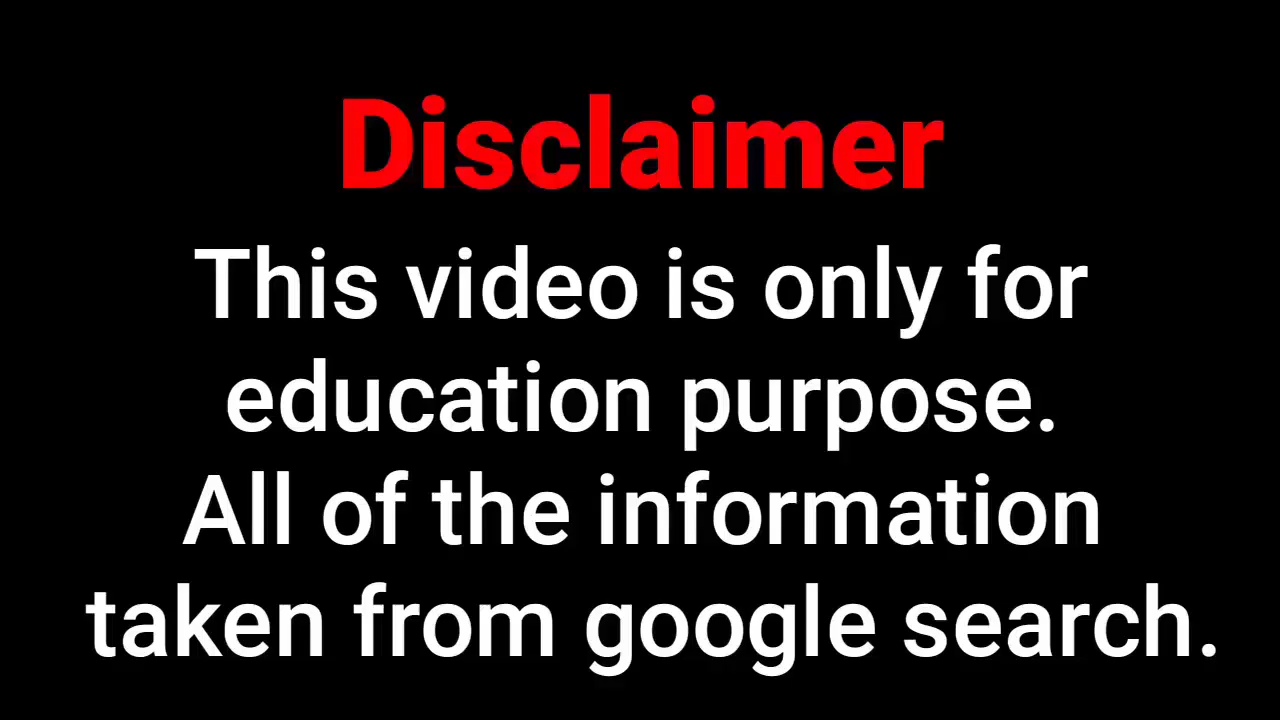 Disclaimer
This video is only for
education purpose.
All of the information
taken from google search.